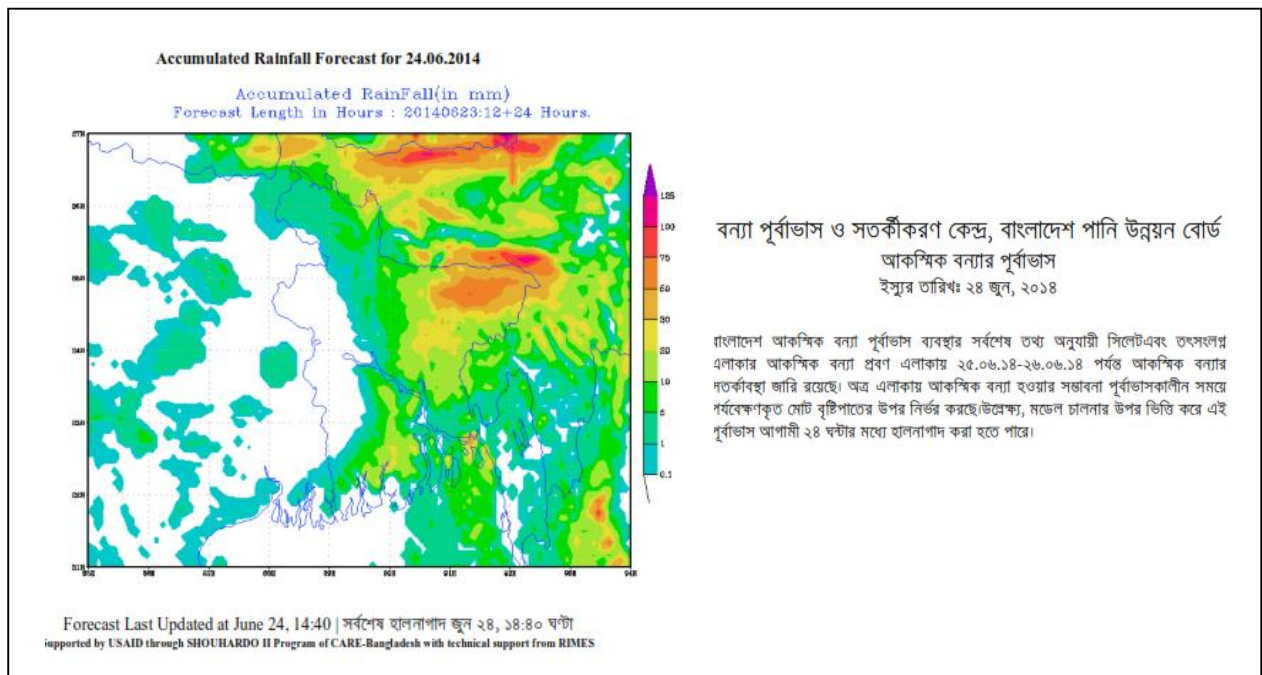 Accumulated Rainfall Forecast for 24.06.2014
Accumulated RainFall(in mm)
Forecast Length in Hours : 20140623:12+24 Hours.
125
100
75
50
30
20
10
5
1
0.1
Forecast Last Updated at June 24, 14:40 | সর্বশেষ হালনাগাদ জুন ২৪, ১৪:৪০ ঘণ্টা
Supported by USAID through SHOUHARDO II Program of CARE-Bangladesh with technical support from RIMES
বন্যা পূর্বাভাস ও সতর্কীকরণ কেন্দ্র, বাংলাদেশ পানি উন্নয়ন বোর্ড
আকস্মিক বন্যার পূর্বাভাস
ইস্যুর তারিখঃ ২৪ জুন, ২০১৪
বাংলাদেশ আকস্মিক বন্যা পূর্বাভাস ব্যবস্থার সর্বশেষ তথ্য অনুযায়ী সিলেটএবং তৎসংলগ্ন
এলাকার আকস্মিক বন্যা প্রবণ এলাকায় ২৫.০৬.১৪-২৬.০৬.১৪ পর্যন্ত আকস্মিক বন্যার
সতর্কাবস্থা জারি রয়েছে। অত্র এলাকায় আকস্মিক বন্যা হওয়ার সম্ভাবনা পূর্বাভাসকালীন সময়ে
পর্যবেক্ষণকৃত মোট বৃষ্টিপাতের উপর নির্ভর করছে।উল্লেক্ষ্য, মডেল চালনার উপর ভিত্তি করে এই
পূর্বাভাস আগামী ২৪ ঘন্টার মধ্যে হালনাগাদ করা হতে পারে।